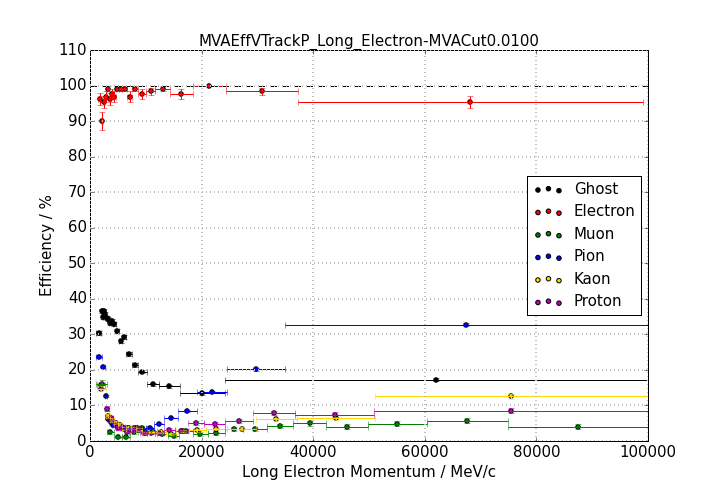 MVAEffVTrackP_Long_Electron-MVACut0.0100
110
100
90
80
70
60
50
40
30
20
10
0
Efficiency / %
Ghost
Electron
Muon
Pion
Kaon
Proton
0 20000 40000 60000 80000 100000
Long Electron Momentum / MeV/c